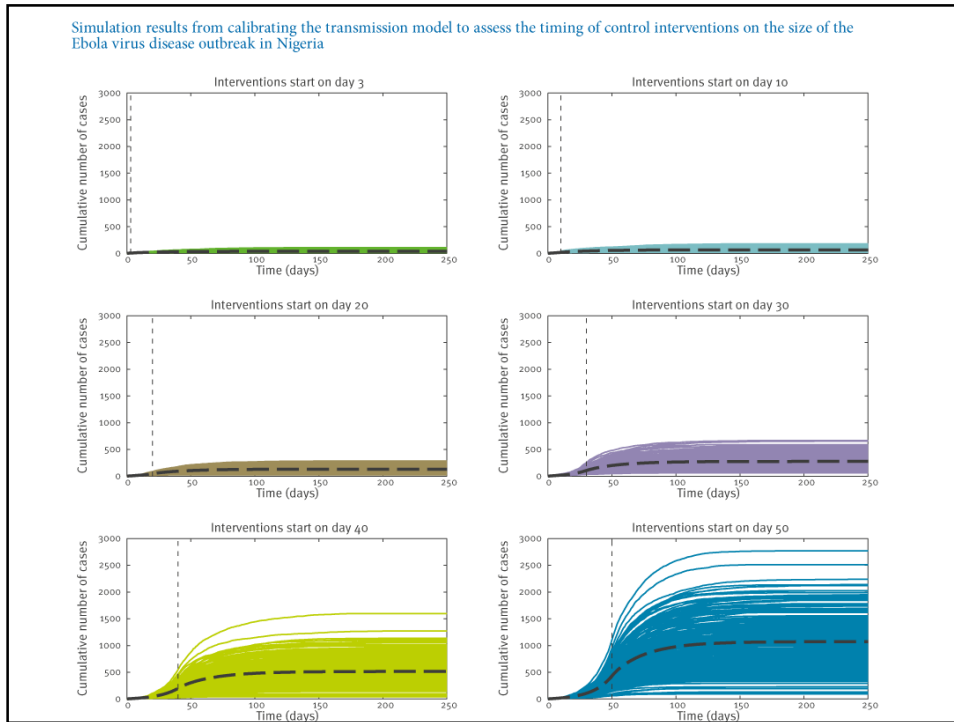 Simulation results from calibrating the transmission model to assess the timing of control interventions on the size of the
Ebola virus disease outbreak in Nigeria
Interventions start on day 3
Cumulative number of cases
3000
2500
2000
1500
1000
500
0
0 50 100 150 200 250
Time (days)
Interventions start on day 10
Cumulative number of cases
3000
2500
2000
1500
1000
500
0
0 50 100 150 200 250
Time (days)
Interventions start on day 20
Cumulative number of cases
3000
2500
2000
1500
1000
500
0
0 50 100 150 200 250
Time (days)
Interventions start on day 30
Cumulative number of cases
3000
2500
2000
1500
1000
500
0
0 50 100 150 200 250
Time (days)
Interventions start on day 40
Cumulative number of cases
3000
2500
2000
1500
1000
500
0
0 50 100 150 200 250
Time (days)
Interventions start on day 50
Cumulative number of cases
3000
2500
2000
1500
1000
500
0
0 50 100 150 200 250
Time (days)